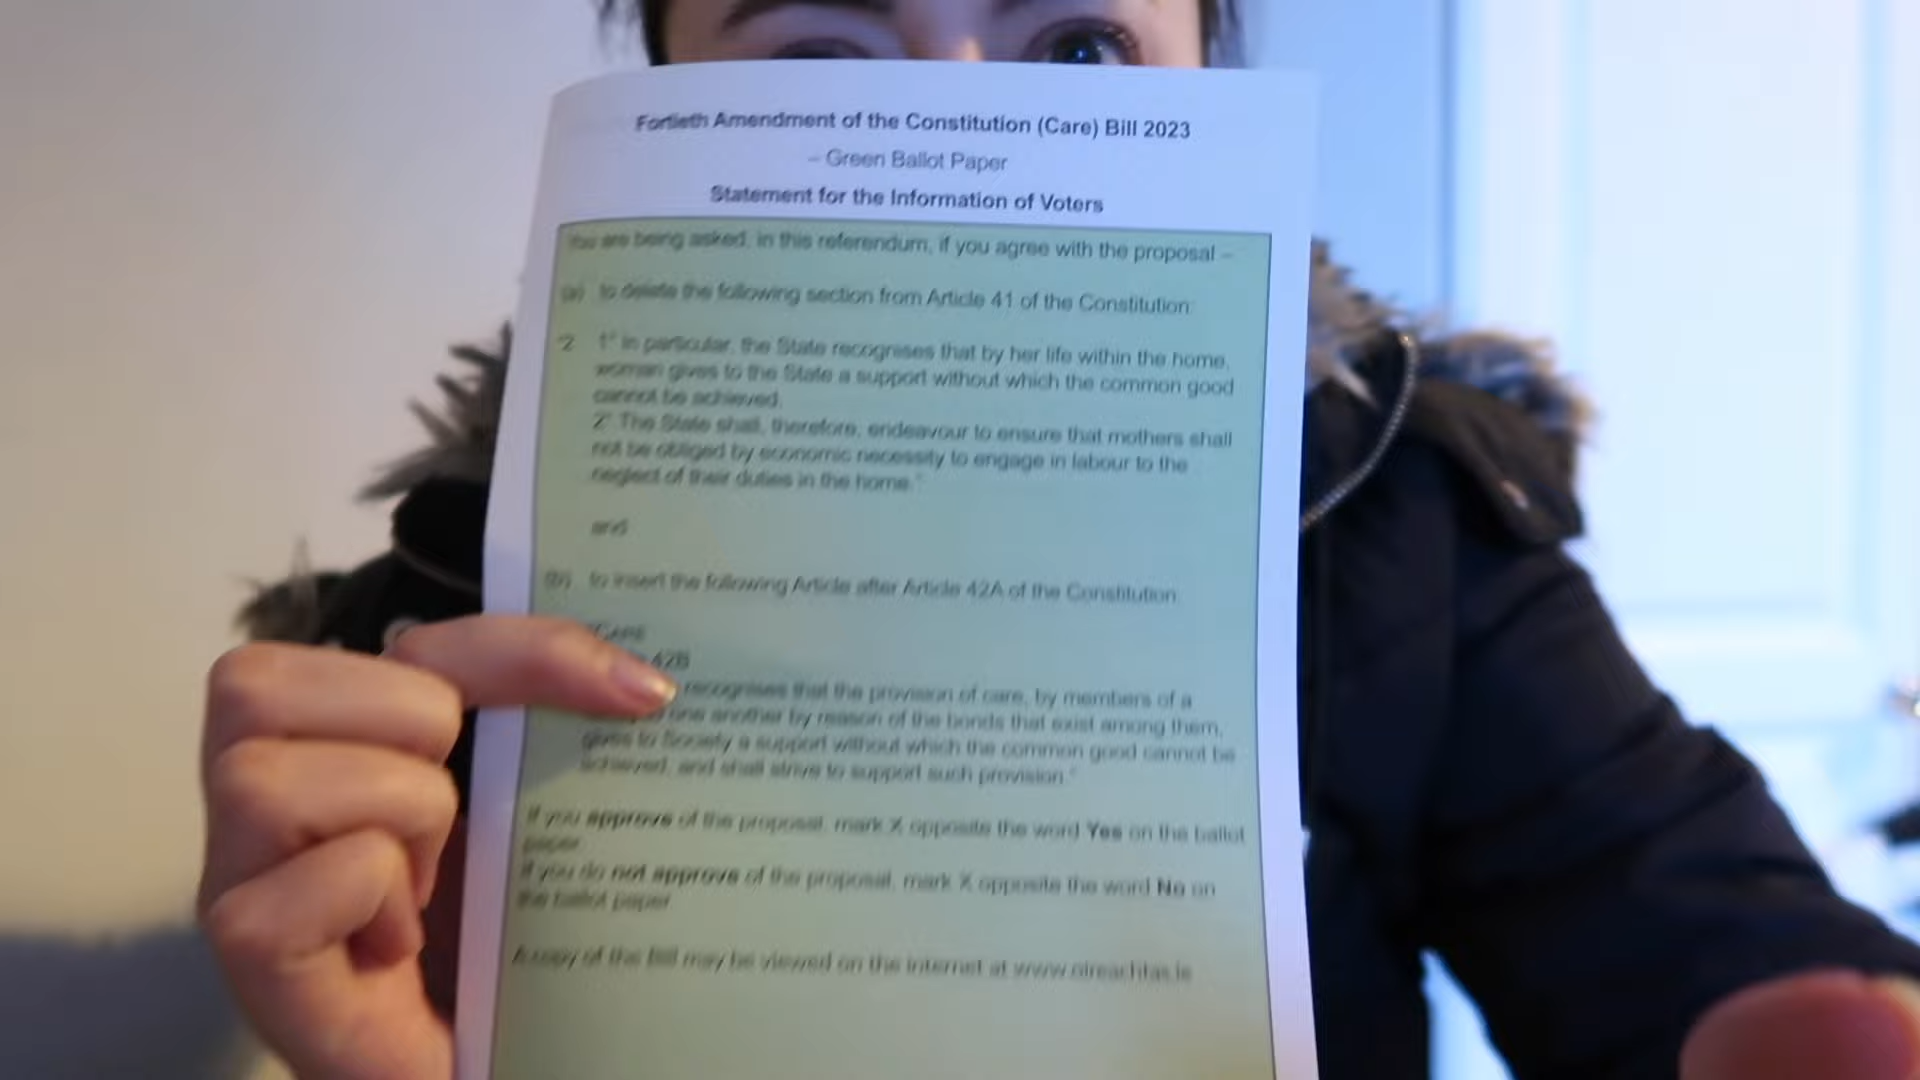 Fortieth Amendment of the Constitution (Care) Bill 2023
– Green Ballot Paper
Statement for the Information of Voters
You are being asked, in this referendum, if you agree with the proposal –
(a) to delete the following section from Article 41 of the Constitution:
"2 1° In particular, the State recognises that by her life within the home,
woman gives to the State a support without which the common good
cannot be achieved.
2° The State shall, therefore, endeavour to ensure that mothers shall
not be obliged by economic necessity to engage in labour to the
neglect of their duties in the home."
and
(b) to insert the following Article after Article 42A of the Constitution:
"Care
42B
recognises that the provision of care, by members of a
one another by reason of the bonds that exist among them,
gives to Society a support without which the common good cannot be
achieved, and shall strive to support such provision."
If you approve of the proposal, mark X opposite the word Yes on the ballot
paper.
If you do not approve of the proposal, mark X opposite the word No on
the ballot paper.
A copy of the Bill may be viewed on the internet at www.oireachtas.ie